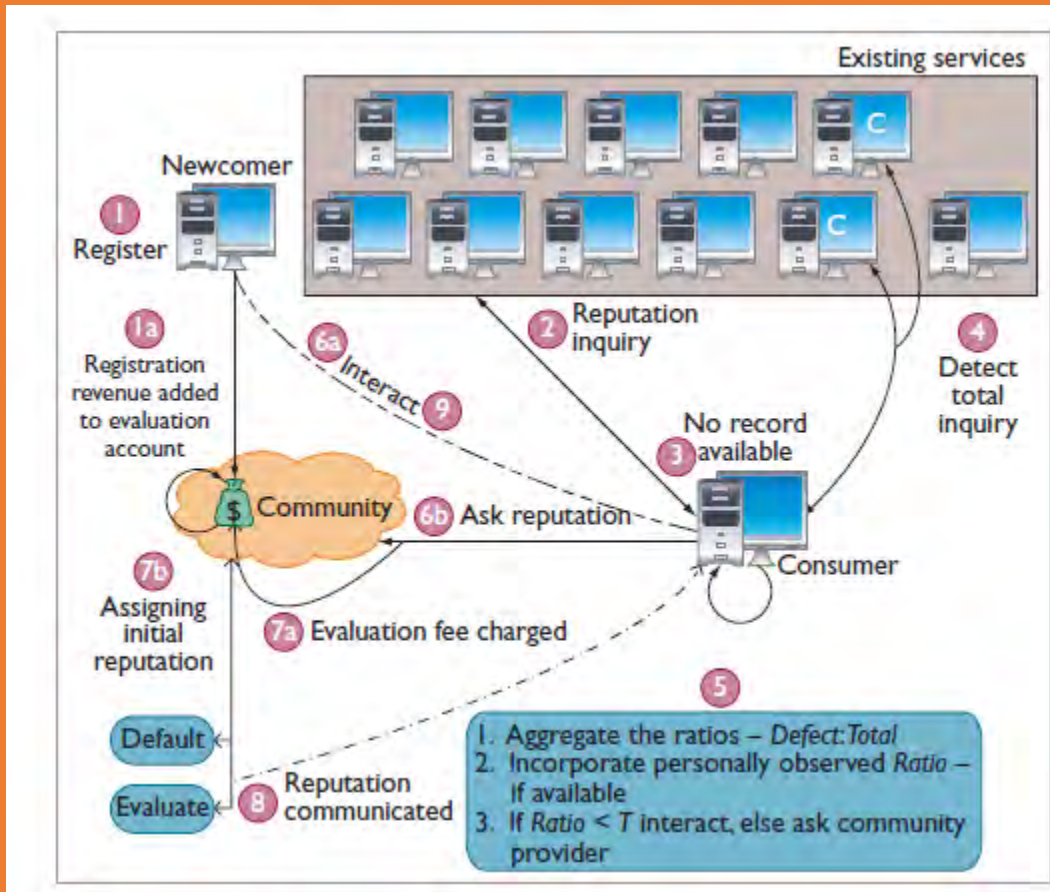 Existing services
C
Newcomer
1
Register
C
1a
Registration
revenue added
to evaluation
account
6a
Interact
9
2
Reputation
inquiry
4
Detect
total
inquiry
3
No record
available
$
Community
6b Ask reputation
Consumer
7b
Assigning
initial
reputation
7a Evaluation fee charged
5
Default
Evaluate
8
Reputation
communicated
1. Aggregate the ratios – Defect:Total
2. Incorporate personally observed Ratio –
if available
3. If Ratio < T interact, else ask community
provider